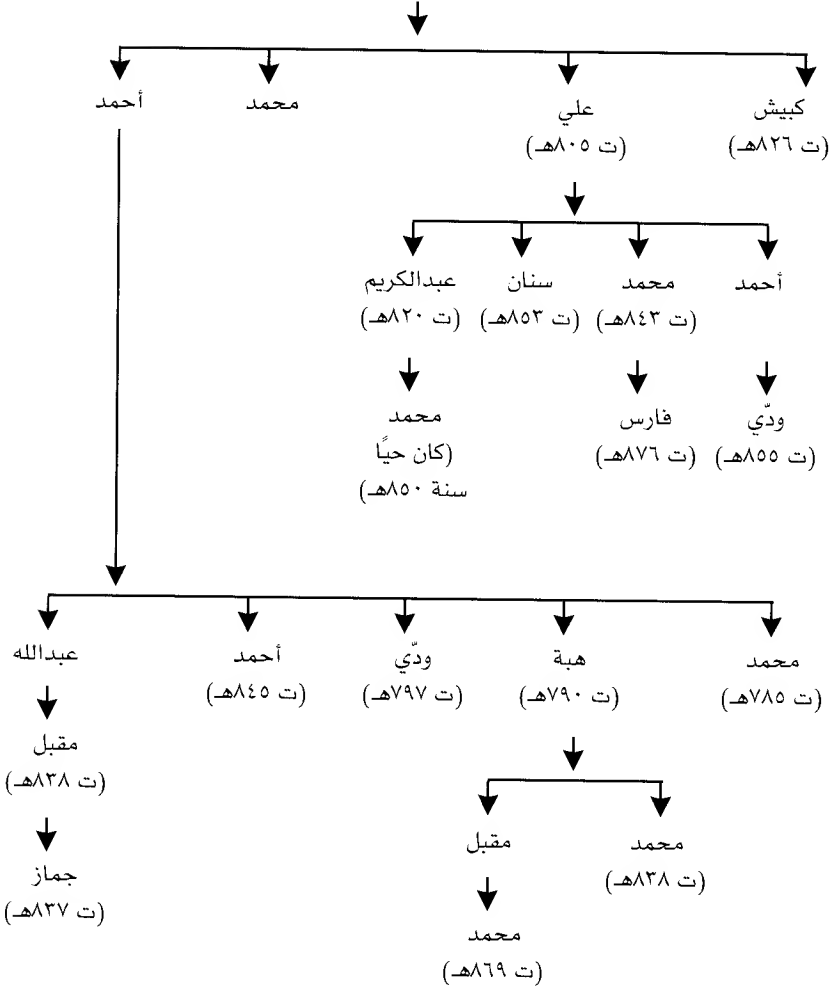 كبيش
(ت ٨٢٦هـ)
علي
(ت ٨٠٥هـ)
محمد
أحمد
أحمد
محمد
(ت ٨٤٣هـ)
سنان
(ت ٨٥٣هـ)
عبدالكريم
(ت ٨٢٠هـ)
ودّي
(ت ٨٥٥هـ)
فارس
(ت ٨٧٦هـ)
محمد
(كان حيًا
سنة ٨٥٠هـ)
محمد
(ت ٧٨٥هـ)
هبة
(ت ٧٩٠هـ)
ودّي
(ت ٧٩٧هـ)
أحمد
(ت ٨٤٥هـ)
عبدالله
مقبل
(ت ٨٣٨هـ)
جماز
(ت ٨٣٧هـ)
محمد
(ت ٨٣٨هـ)
مقبل
محمد
(ت ٨٦٩هـ)